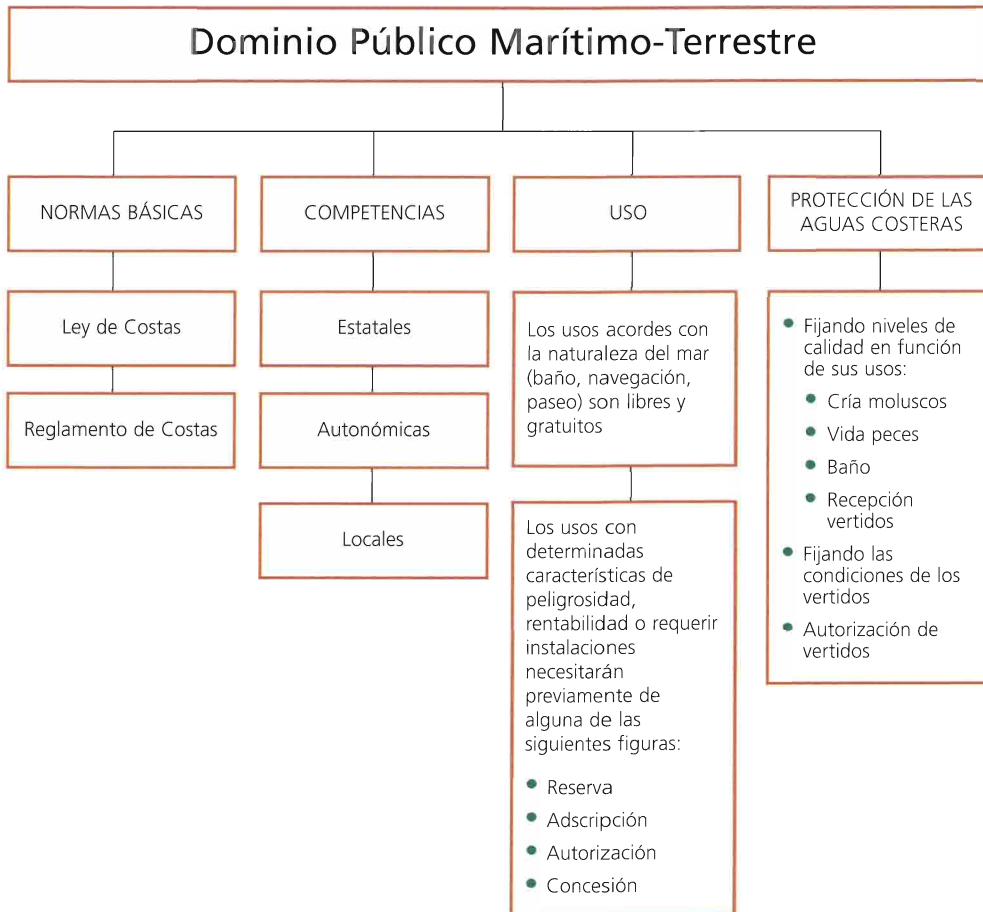 Dominio Público Marítimo-Terrestre
NORMAS BÁSICAS
Ley de Costas
Reglamento de Costas
COMPETENCIAS
Estatales
Autonómicas
Locales
USO
Los usos acordes con
la naturaleza del mar
(baño, navegación,
paseo) son libres y
gratuitos
Los usos con
determinadas
características de
peligrosidad,
rentabilidad o requerir
instalaciones
necesitarán
previamente de
alguna de las
siguientes figuras:
• Reserva
• Adscripción
• Autorización
• Concesión
PROTECCIÓN DE LAS
AGUAS COSTERAS
• Fijando niveles de
calidad en función
de sus usos:
• Cría moluscos
• Vida peces
• Baño
• Recepción
vertidos
• Fijando las
condiciones de los
vertidos
• Autorización de
vertidos